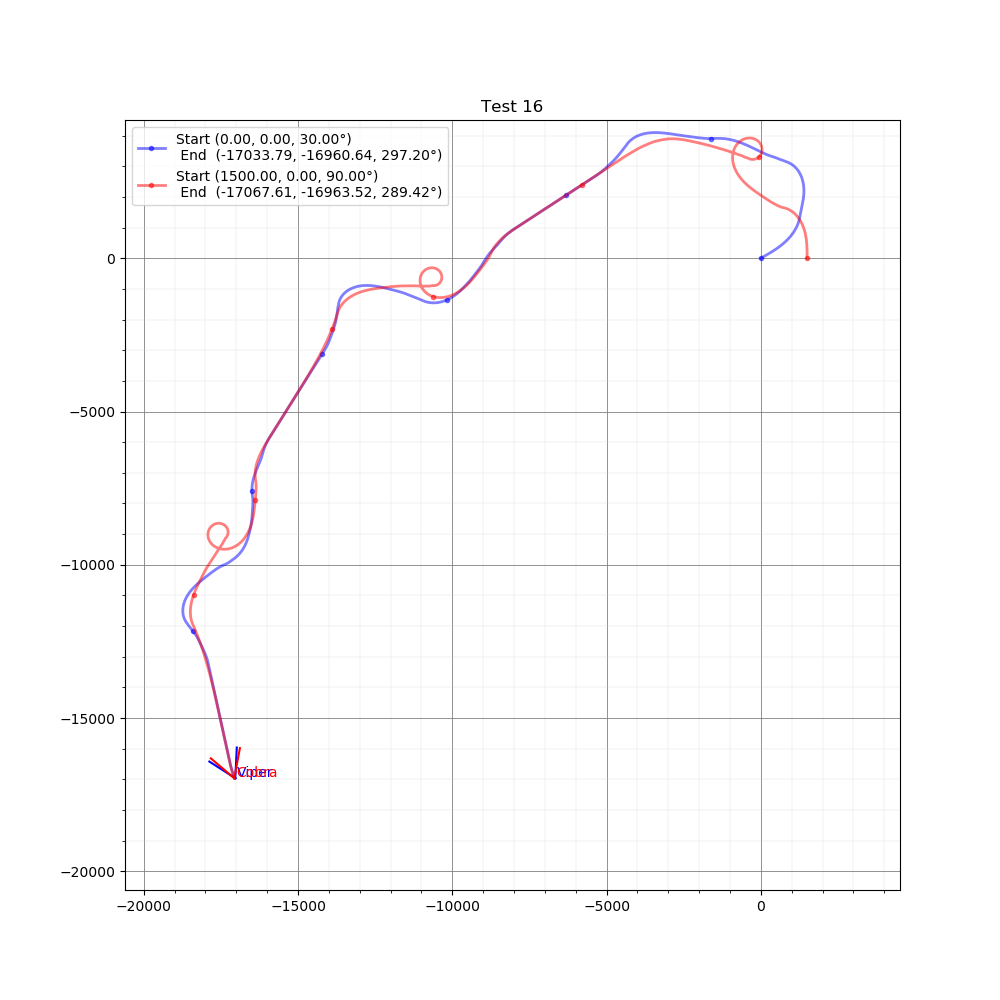 Test 16
Start (0.00, 0.00, 30.00°)
End (-17033.79, -16960.64, 297.20°)
Start (1500.00, 0.00, 90.00°)
End (-17067.61, -16963.52, 289.42°)
0
−5000
−10000
−15000
−20000
Viper
−20000 −15000 −10000 −5000 0